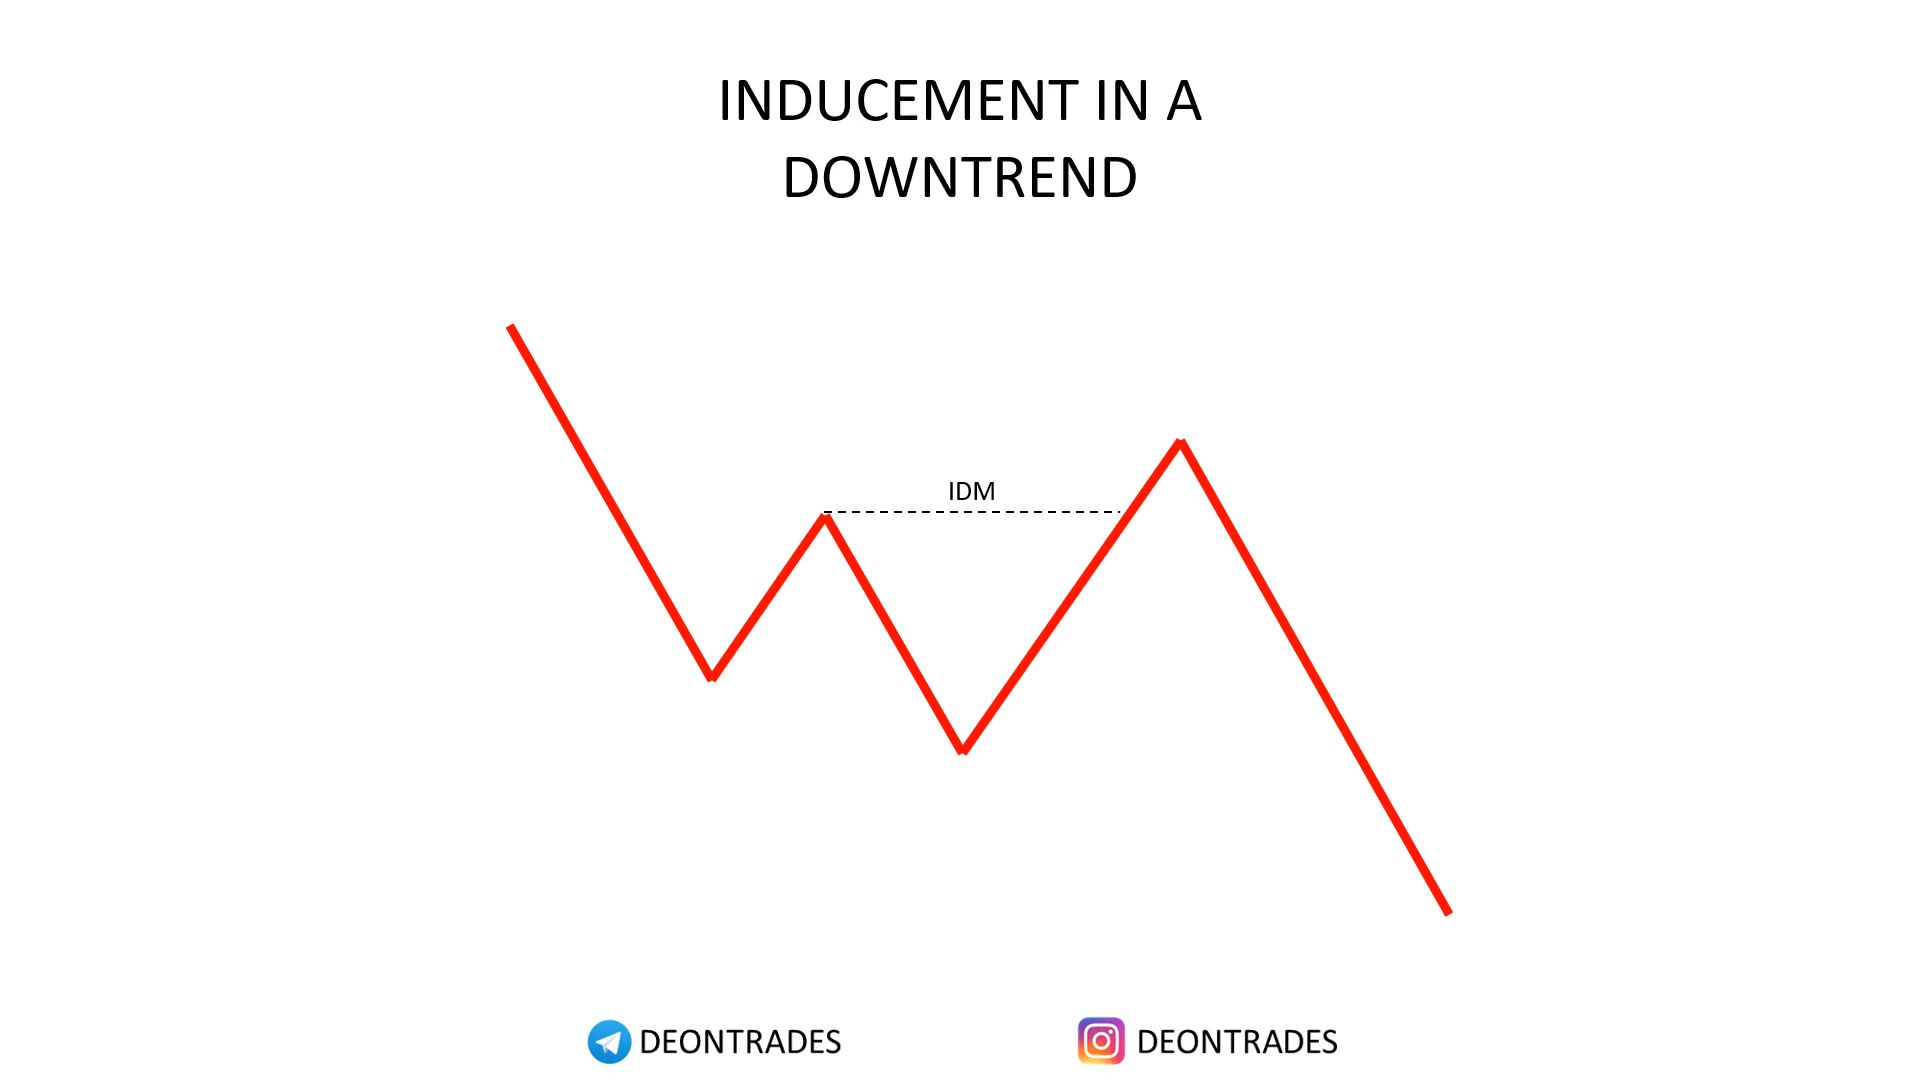 INDUCEMENT IN A
DOWNTREND
IDM
DEONTRADES
DEONTRADES